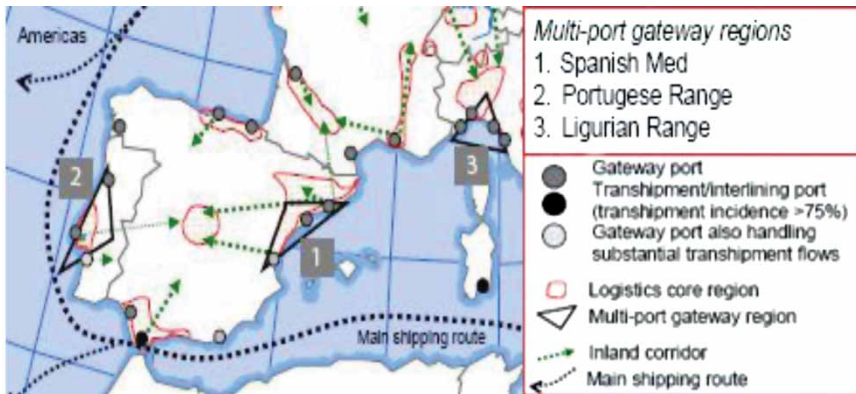 Americas
2
3
1
Main shipping route
Multi-port gateway regions
1. Spanish Med
2. Portugese Range
3. Ligurian Range
Gateway port
Transhipment/interlining port
(transhipment incidence >75%)
Gateway port also handling
substantial transhipment flows
Logistics core region
Multi-port gateway region
Inland corridor
Main shipping route